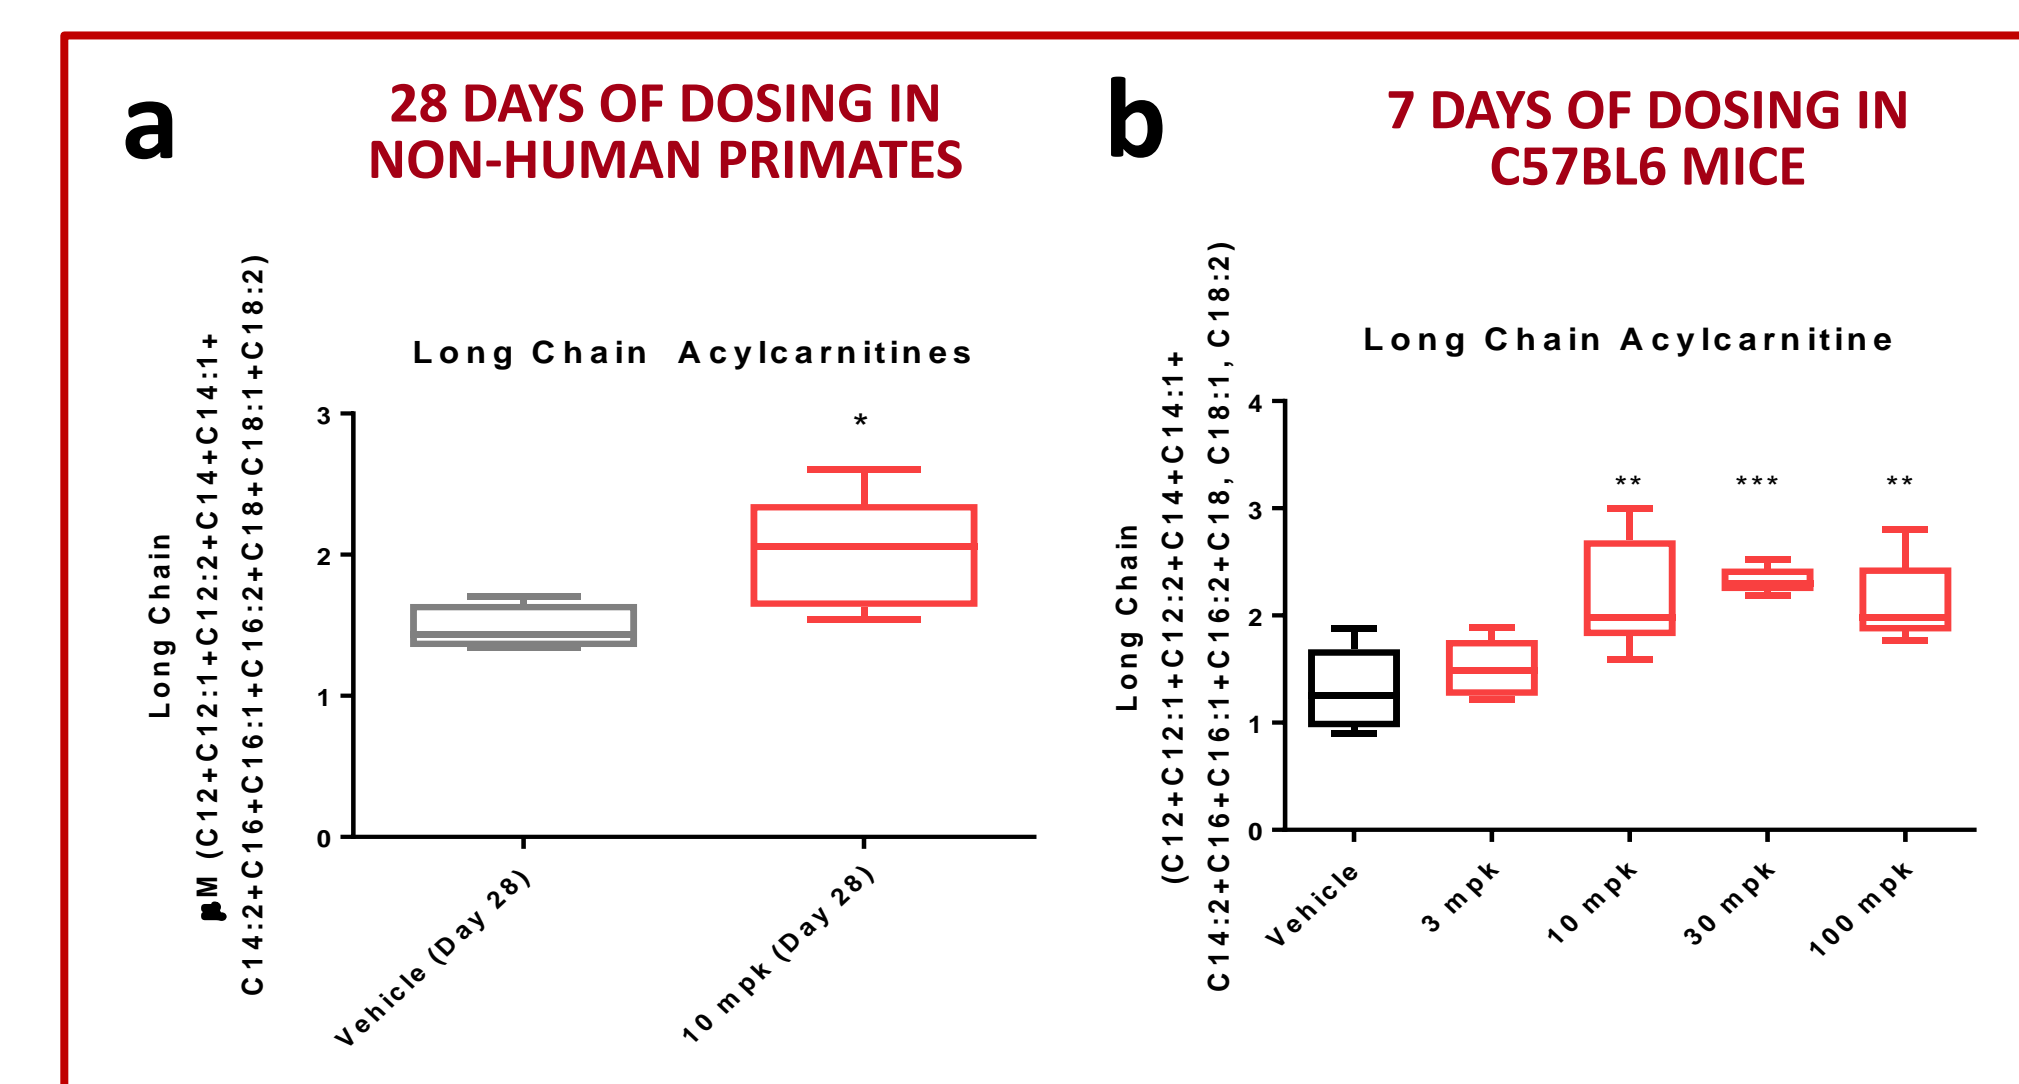 a
28 DAYS OF DOSING IN
NON-HUMAN PRIMATES
Long Chain Acylcarnitines
Long Chain
µM (C12+C12:1+C12:2+C14+C14:1+
C14:2+C16+C16:1+C16:2+C18+C18:1+C18:2)
3
2
1
0
*
Vehicle (Day 28)
10 mpk (Day 28)
b
7 DAYS OF DOSING IN
C57BL6 MICE
Long Chain Acylcarnitine
Long Chain
(C12+C12:1+C12:2+C14+C14:1+
C14:2+C16+C16:1+C16:2+C18, C18:1, C18:2)
4
3
2
1
0
** *** **
Vehicle
3 mpk
10 mpk
30 mpk
100 mpk